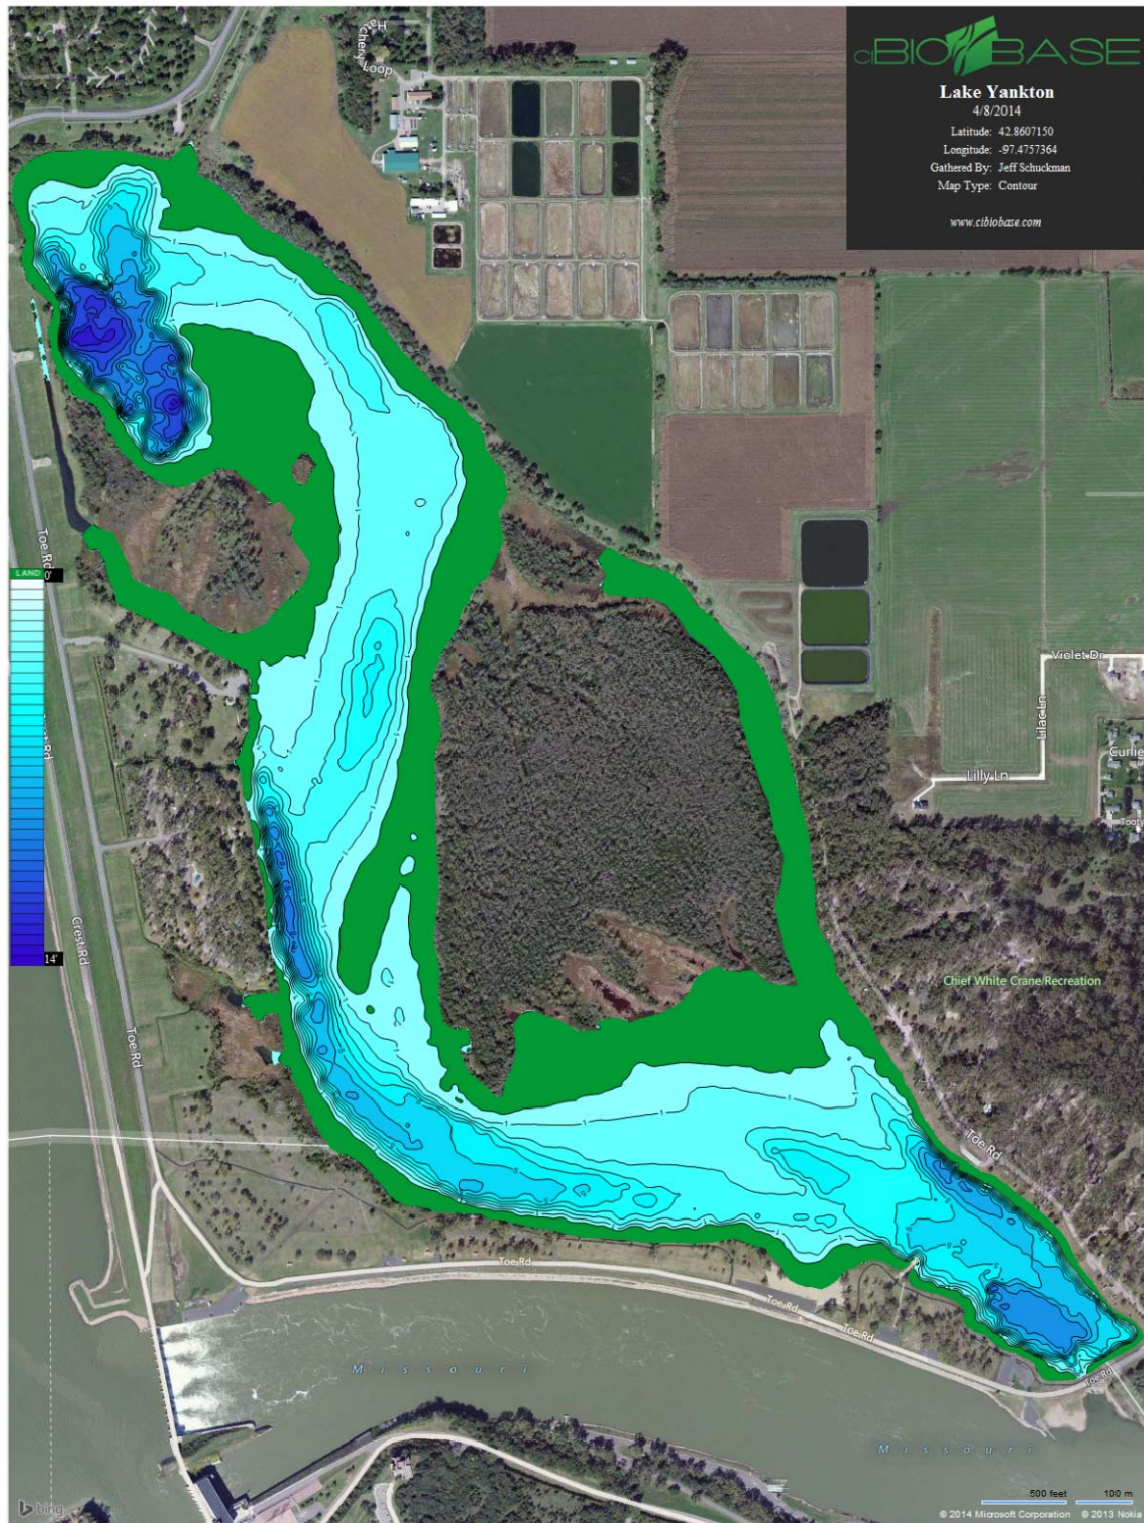 ciBIOBASE
Lake Yankton
4/8/2014
Latitude: 42.8607150
Longitude: -97.4757364
Gathered By: Jeff Schuckman
Map Type: Contour
www.cibiobase.com
Chery Loop
Toe Rd
LAND 0'
14'
Violet Dr
Lilac Ln
Curlie
Lilly Ln
Tooty
Crest Rd
Toe Rd
Chief White Crane Recreation
Toe Rd
Toe Rd
Toe Rd
Toe Rd
Toe Rd
Missouri
Missouri
bing
500 feet 100 m
© 2014 Microsoft Corporation © 2013 Nokia